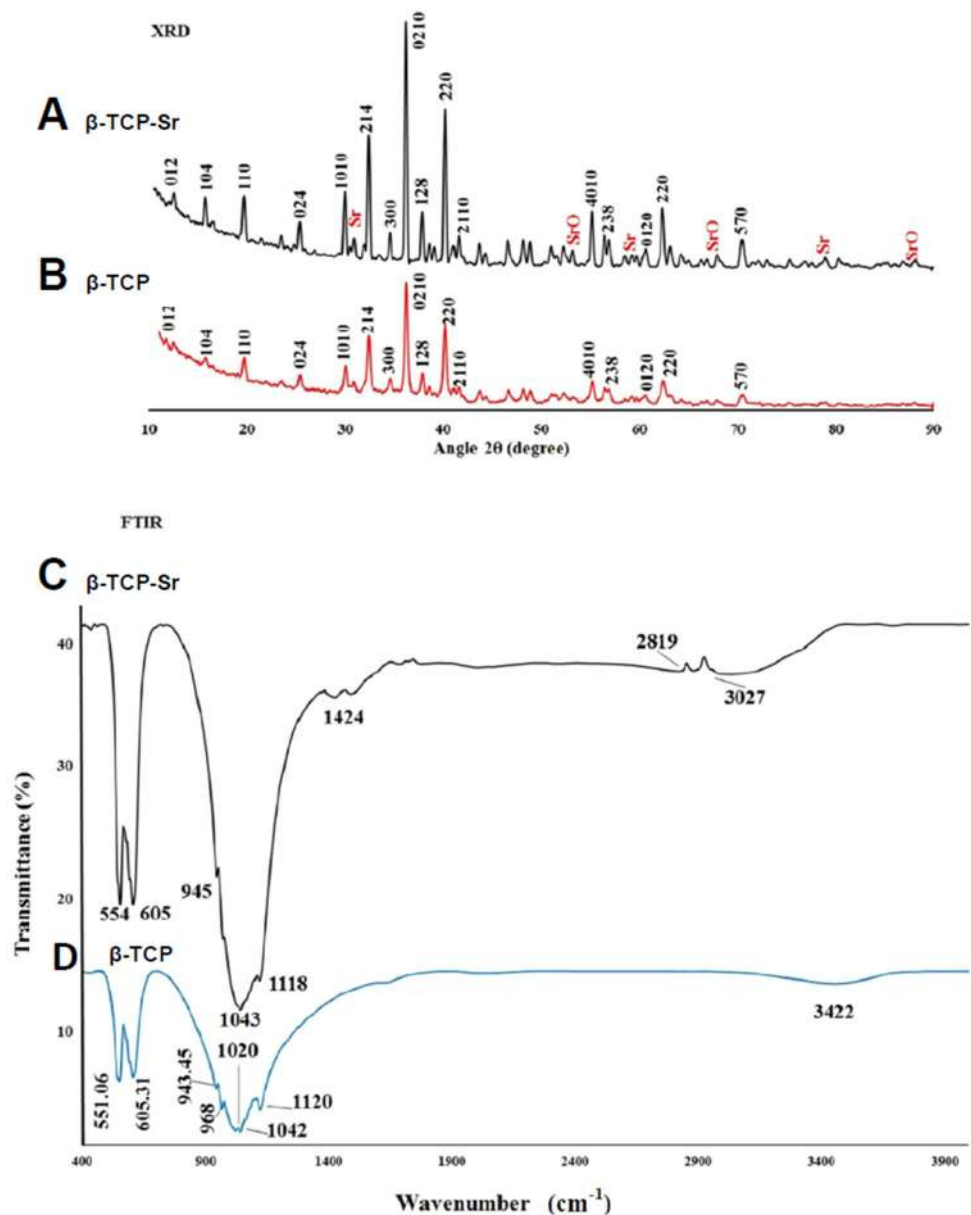 XRD
A β-TCP-Sr
012 104 110 024 1010 Sr 214 300 0210 128 2110 220 SrO 4010 238 Sr 0120 220 SrO 570 Sr SrO
B β-TCP
012 104 110 024 1010 214 300 0210 128 220 2110 4010 238 0120 220 570
10 20 30 40 50 60 70 80 90
Angle 2θ (degree)
FTIR
C β-TCP-Sr
40
30
20
10
Transmittance (%)
2819
3027
1424
945
554 605
1118
1043
D β-TCP
1020
3422
551.06 605.31 943.45 968
1120
1042
400 900 1400 1900 2400 2900 3400 3900
Wavenumber (cm⁻¹)